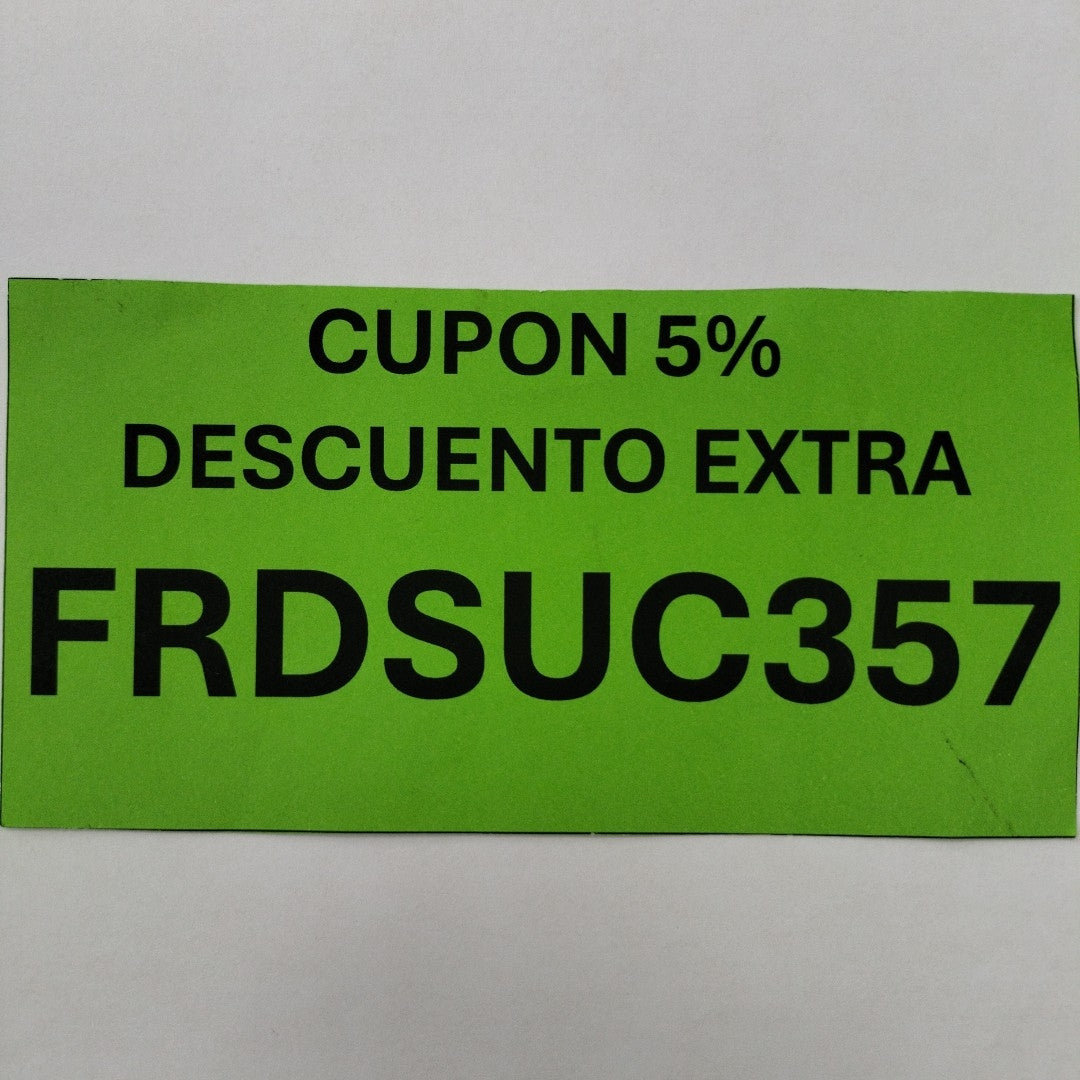 CUPON 5%
DESCUENTO EXTRA
FRDSUC357